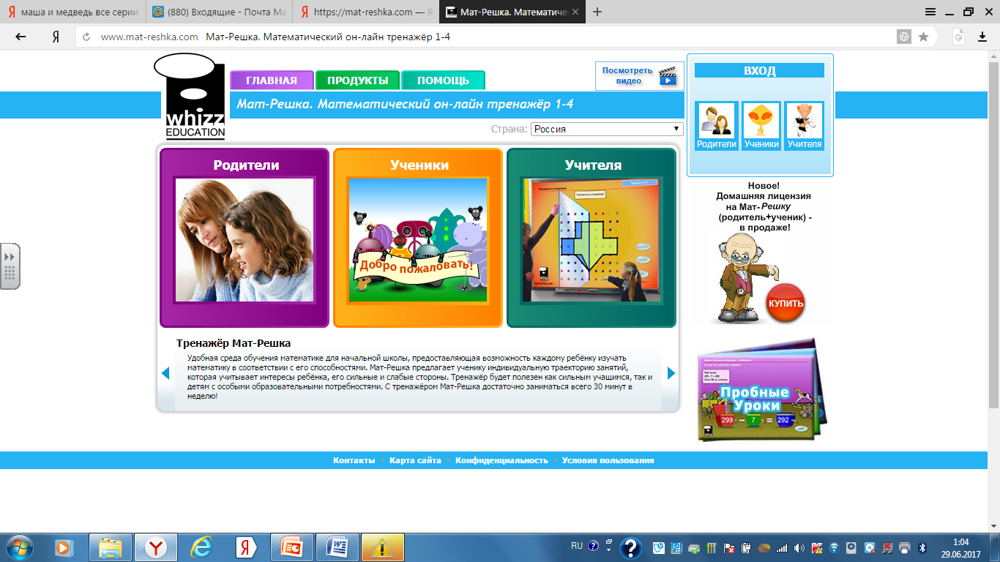 маша и медведь все серии
(880) Входящие - Почта Ма
https://mat-reshka.com — Я
Мат-Решка. Математичес
www.mat-reshka.com Мат-Решка. Математический он-лайн тренажёр 1-4
whizz
EDUCATION
ГЛАВНАЯ
ПРОДУКТЫ
ПОМОЩЬ
Посмотреть
видео
Мат-Решка. Математический он-лайн тренажёр 1-4
Страна: Россия
ВХОД
Родители
Ученики
Учителя
Родители
Ученики
Добро пожаловать!
Учителя
Новое!
Домашняя лицензия
на Мат-Решку
(родитель+ученик) -
в продаже!
КУПИТЬ
Тренажёр Мат-Решка
Удобная среда обучения математике для начальной школы, предоставляющая возможность каждому ребёнку изучать
математику в соответствии с его способностями. Мат-Решка предлагает ученику индивидуальную траекторию занятий,
которая учитывает интересы ребёнка, его сильные и слабые стороны. Тренажёр будет полезен как сильным учащимся, так и
детям с особыми образовательными потребностями. С тренажёром Мат-Решка достаточно заниматься всего 30 минут в
неделю!
Пробные
Уроки
299 - 7 = 292
Контакты • Карта сайта • Конфиденциальность • Условия пользования
RU
1:04
29.06.2017